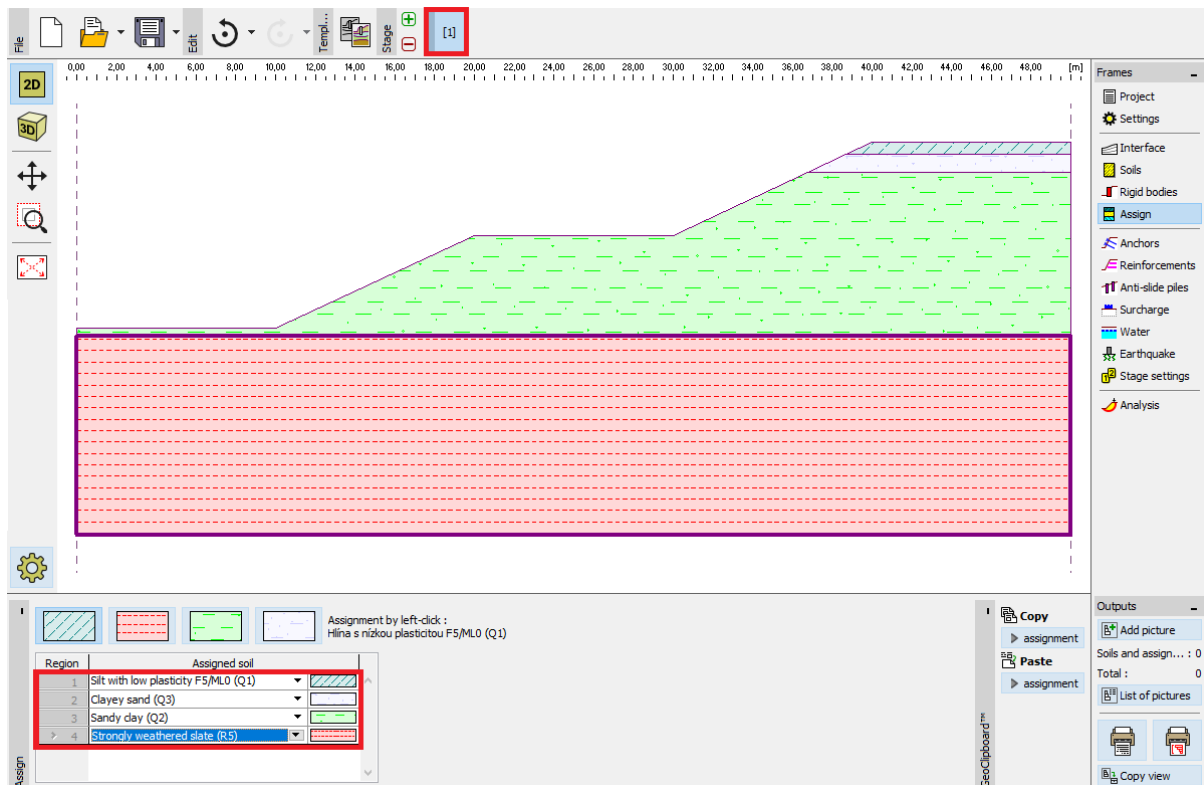 File
Edit
Templ...
Stage
[1]
2D
3D
0,00 2,00 4,00 6,00 8,00 10,00 12,00 14,00 16,00 18,00 20,00 22,00 24,00 26,00 28,00 30,00 32,00 34,00 36,00 38,00 40,00 42,00 44,00 46,00 48,00 [m]
Frames
Project
Settings
Interface
Soils
Rigid bodies
Assign
Anchors
Reinforcements
Anti-slide piles
Surcharge
Water
Earthquake
Stage settings
Analysis
Assign
Assignment by left-click :
Hlína s nízkou plasticitou F5/ML0 (Q1)
Region Assigned soil
1 Silt with low plasticity F5/ML0 (Q1)
2 Clayey sand (Q3)
3 Sandy clay (Q2)
> 4 Strongly weathered slate (R5)
GeoClipboard™
Copy
assignment
Paste
assignment
Outputs
Add picture
Soils and assign... : 0
Total : 0
List of pictures
Copy view